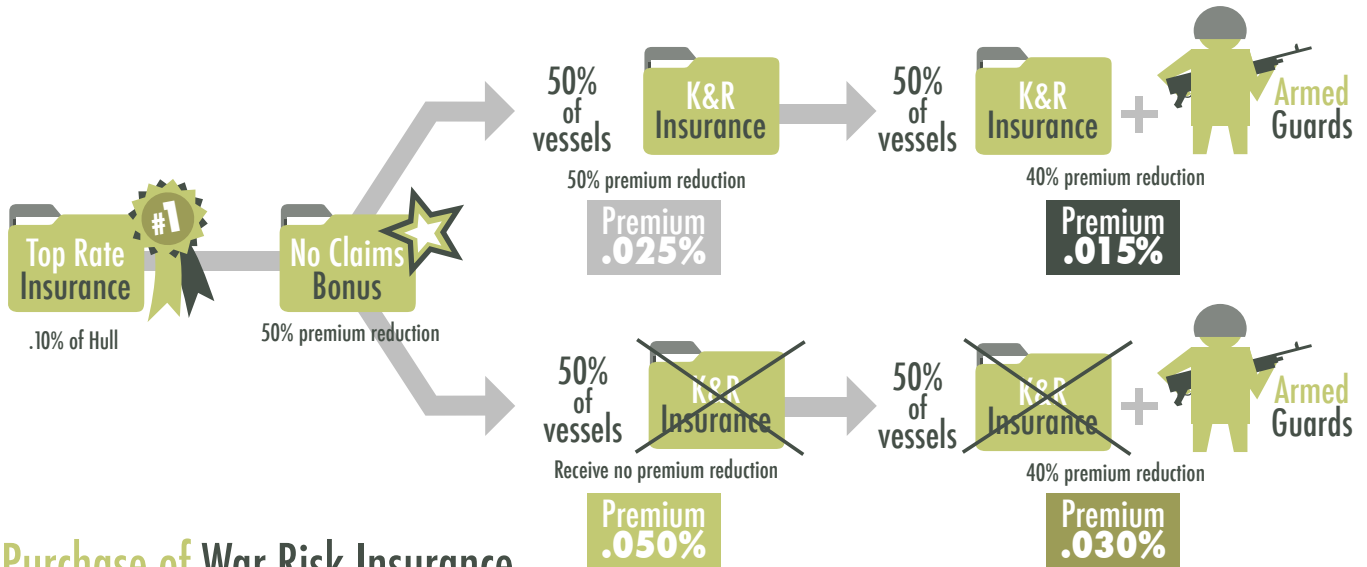 #1
Top Rate
Insurance
.10% of Hull
No Claims
Bonus
50% premium reduction
50%
of
vessels
K&R
Insurance
50% premium reduction
Premium
.025%
50%
of
vessels
K&R
Insurance
Armed
Guards
40% premium reduction
Premium
.015%
50%
of
vessels
K&R
Insurance
Receive no premium reduction
Premium
.050%
50%
of
vessels
K&R
Insurance
Armed
Guards
40% premium reduction
Premium
.030%
Purchase of War Risk Insurance